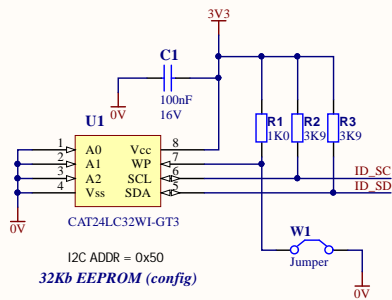 3V3
C1
100nF
16V
0V
U1
R1
1K0
R2
3K9
R3
3K9
1 A0 Vcc 8
2 A1 WP 7
3 A2 SCL 6
4 Vss SDA 5
ID_SC
ID_SD
0V
CAT24LC32WI-GT3
W1
Jumper
I2C ADDR = 0x50
32Kb EEPROM (config)
0V